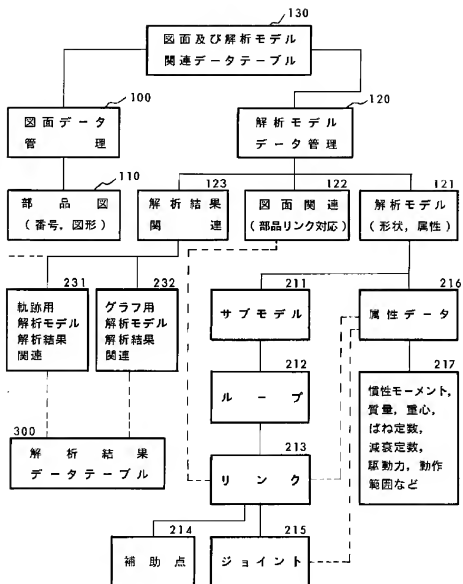 130
図面及び解析モデル
関連データテーブル
100
図面データ
管理
120
解析モデル
データ管理
110
部品図
(番号, 図形)
123
解析結果
関連
122
図面関連
(部品リンク対応)
121
解析モデル
(形状, 属性)
231
軌跡用
解析モデル
解析結果
関連
232
グラフ用
解析モデル
解析結果
関連
211
サブモデル
216
属性データ
212
ループ
217
慣性モーメント,
質量, 重心,
ばね定数,
減衰定数,
駆動力, 動作
範囲など
300
解析結果
データテーブル
213
リンク
214
補助点
215
ジョイント